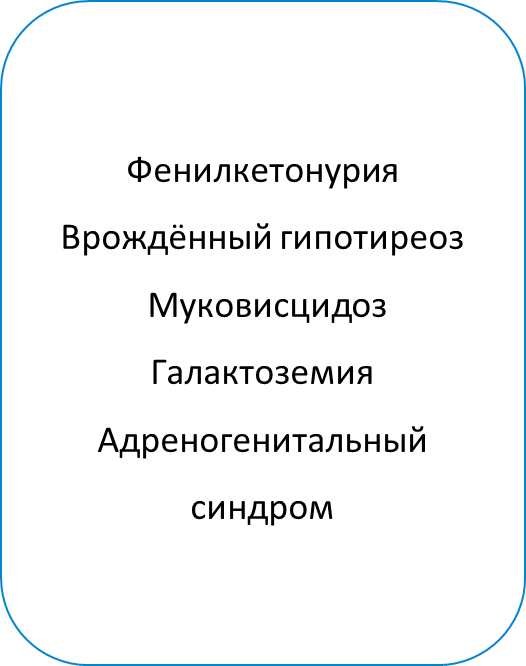 Фенилкетонурия
Врождённый гипотиреоз
Муковисцидоз
Галактоземия
Адреногенитальный
синдром